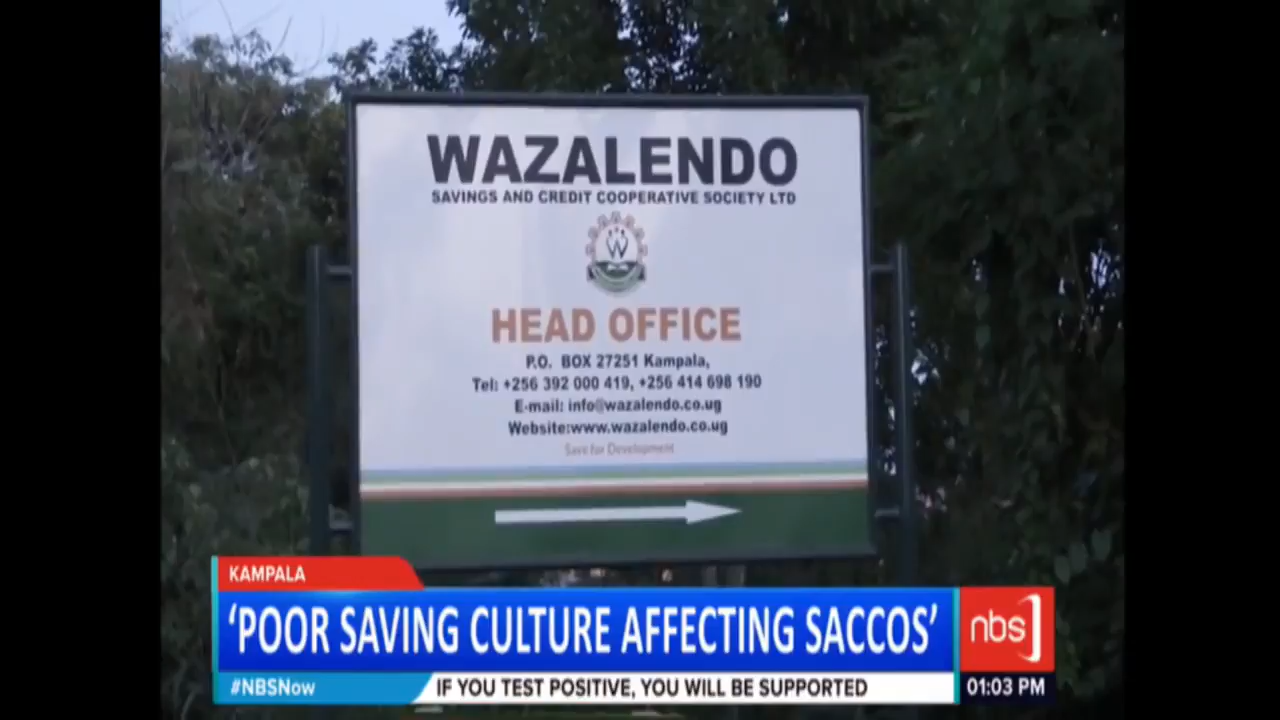 WAZALENDO
SAVINGS AND CREDIT COOPERATIVE SOCIETY LTD
W
HEAD OFFICE
P.O. BOX 27251 Kampala,
Tel: +256 392 000 419, +256 414 698 190
E-mail: info@wazalendo.co.ug
Website:www.wazalendo.co.ug
Save for Development
KAMPALA
‘POOR SAVING CULTURE AFFECTING SACCOS’
nbs
#NBSNow
IF YOU TEST POSITIVE, YOU WILL BE SUPPORTED
01:03 PM